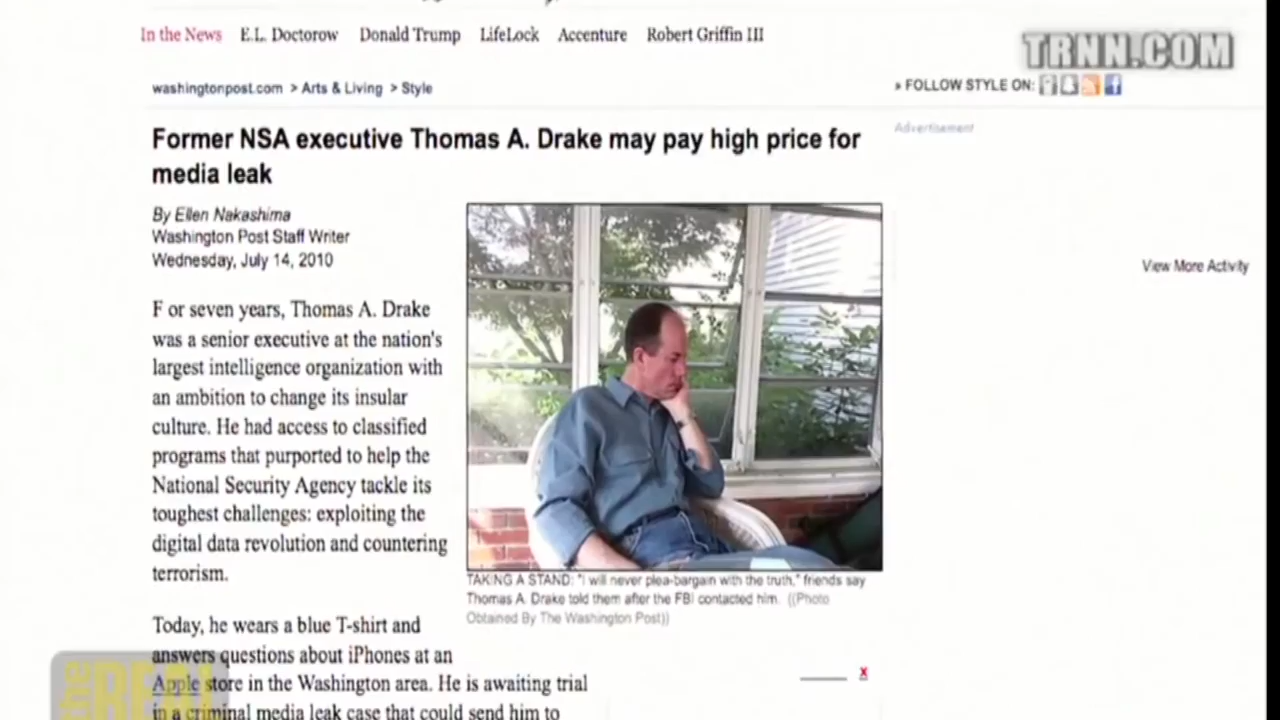 In the News E.L. Doctorow Donald Trump LifeLock Accenture Robert Griffin III
TRNN.COM
washingtonpost.com > Arts & Living > Style
» FOLLOW STYLE ON:
Advertisement
Former NSA executive Thomas A. Drake may pay high price for
media leak
By Ellen Nakashima
Washington Post Staff Writer
Wednesday, July 14, 2010
View More Activity
F or seven years, Thomas A. Drake
was a senior executive at the nation's
largest intelligence organization with
an ambition to change its insular
culture. He had access to classified
programs that purported to help the
National Security Agency tackle its
toughest challenges: exploiting the
digital data revolution and countering
terrorism.
TAKING A STAND: "I will never plea-bargain with the truth," friends say
Thomas A. Drake told them after the FBI contacted him. ((Photo
Obtained By The Washington Post))
Today, he wears a blue T-shirt and
answers questions about iPhones at an
Apple store in the Washington area. He is awaiting trial
in a criminal media leak case that could send him to
the REAL
X